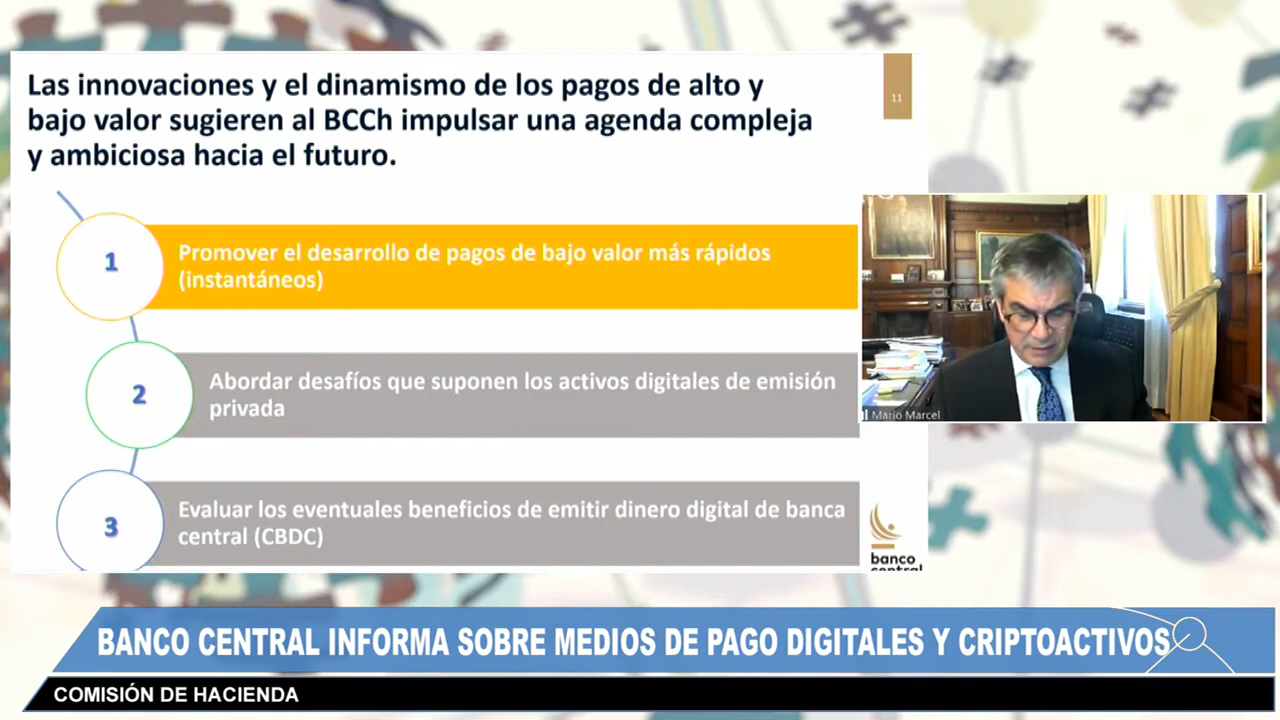 Las innovaciones y el dinamismo de los pagos de alto y
bajo valor sugieren al BCCh impulsar una agenda compleja
y ambiciosa hacia el futuro.
11
1
Promover el desarrollo de pagos de bajo valor más rápidos
(instantáneos)
2
Abordar desafíos que suponen los activos digitales de emisión
privada
3
Evaluar los eventuales beneficios de emitir dinero digital de banca
central (CBDC)
banco
central
Mario Marcel
BANCO CENTRAL INFORMA SOBRE MEDIOS DE PAGO DIGITALES Y CRIPTOACTIVOS
COMISIÓN DE HACIENDA